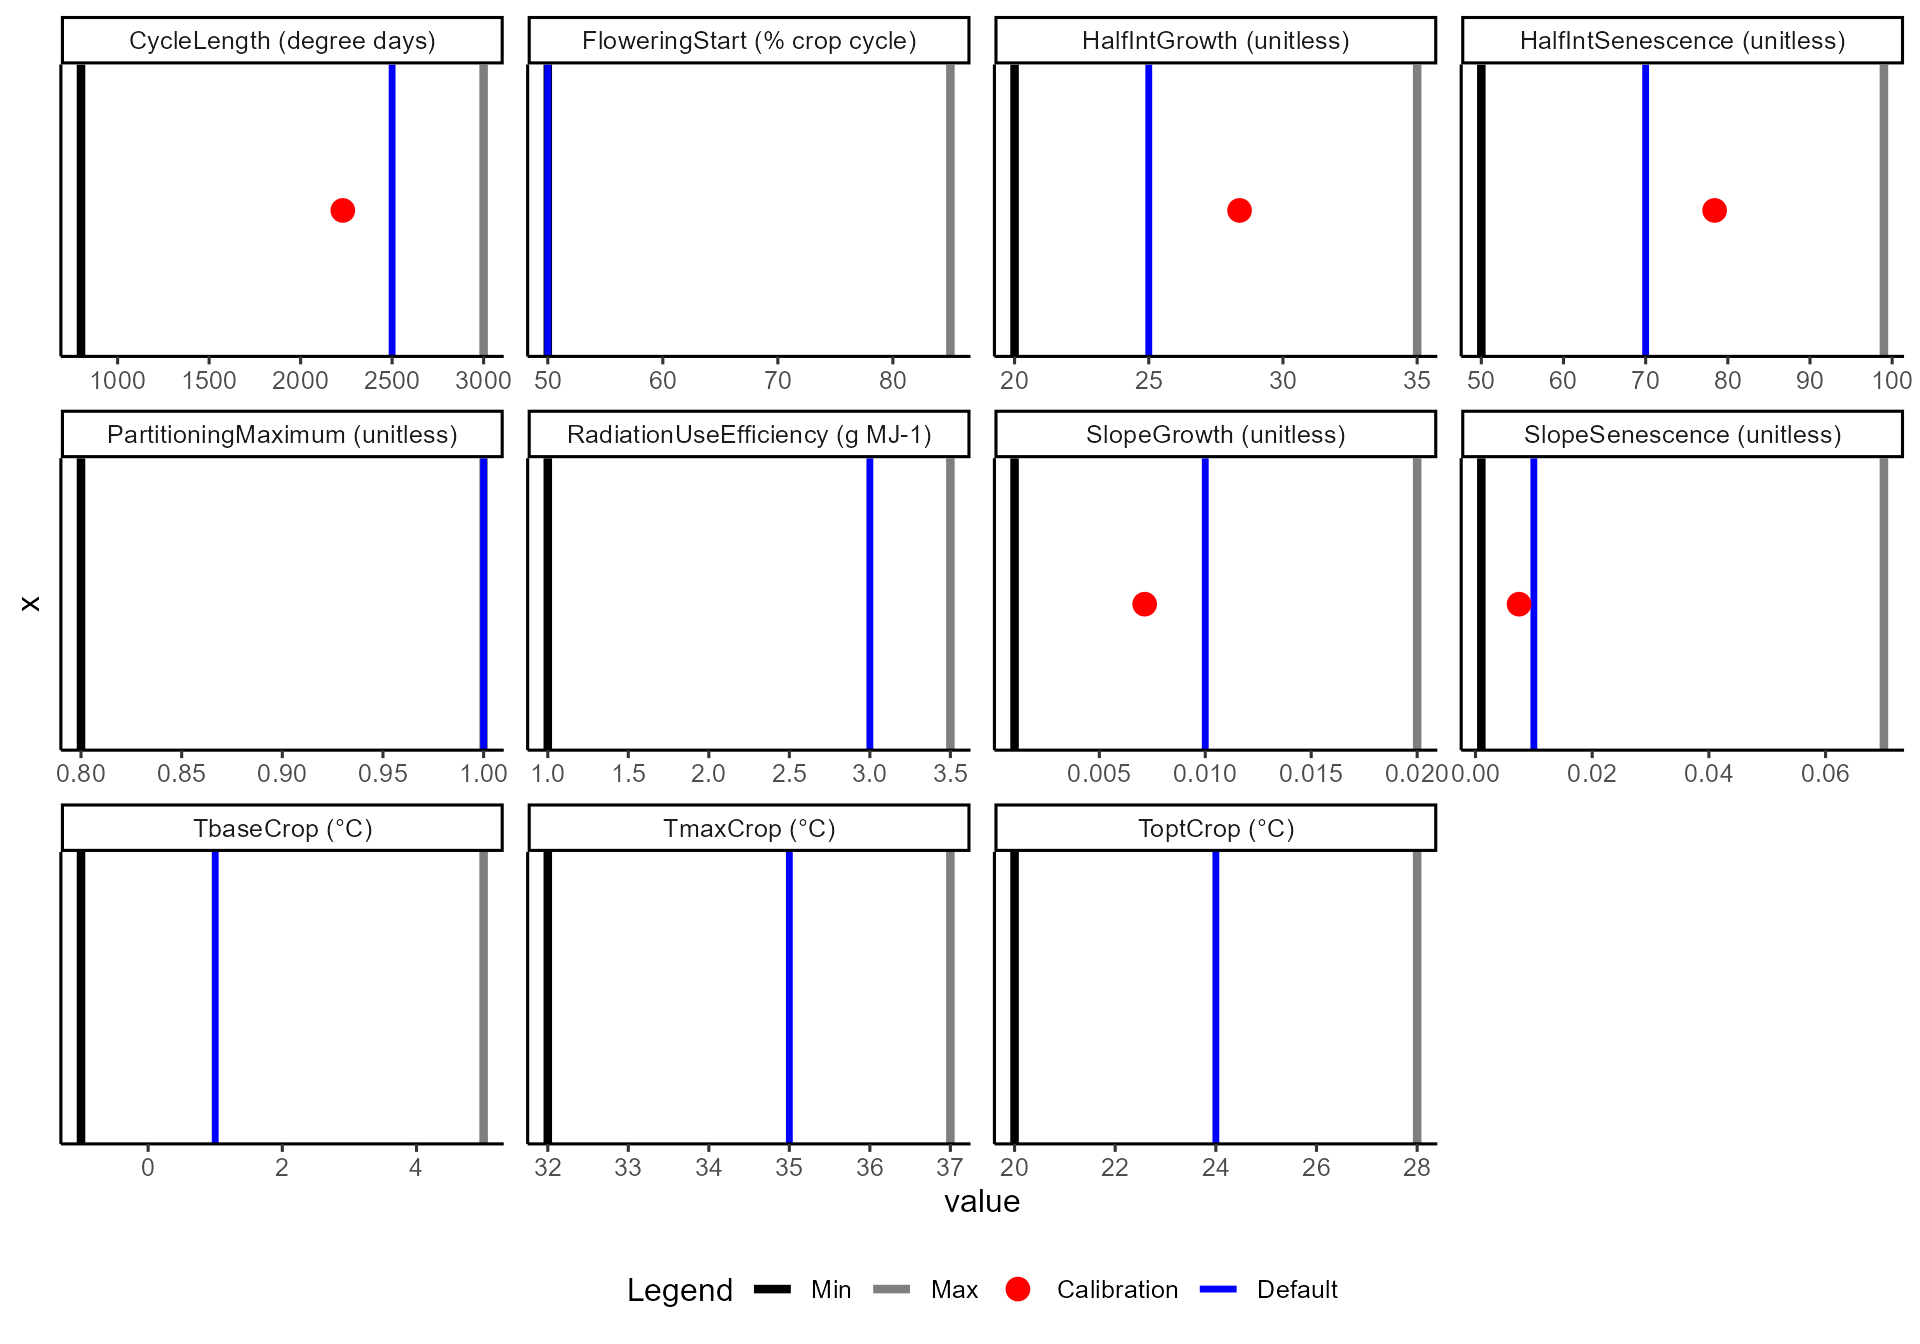 CycleLength (degree days) FloweringStart (% crop cycle) HalfIntGrowth (unitless) HalfIntSenescence (unitless)
1000 1500 2000 2500 3000 50 60 70 80 20 25 30 35 50 60 70 80 90 100
PartitioningMaximum (unitless) RadiationUseEfficiency (g MJ-1) SlopeGrowth (unitless) SlopeSenescence (unitless)
x
0.80 0.85 0.90 0.95 1.00 1.0 1.5 2.0 2.5 3.0 3.5 0.005 0.010 0.015 0.020 0.00 0.02 0.04 0.06
TbaseCrop (°C) TmaxCrop (°C) ToptCrop (°C)
0 2 4 32 33 34 35 36 37 20 22 24 26 28
value
Legend Min Max Calibration Default